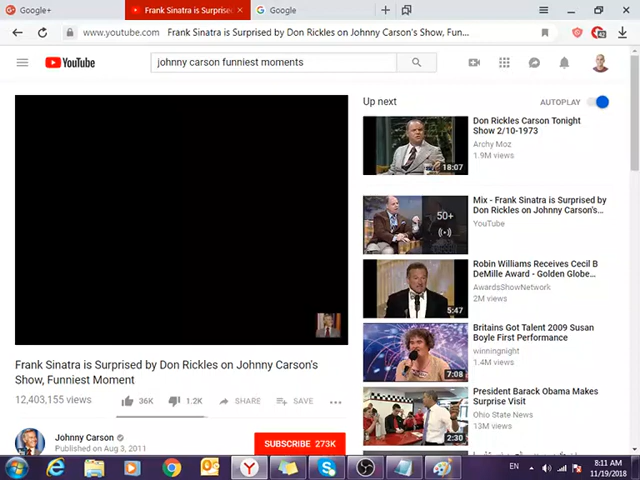 Google+
Frank Sinatra is Surprise
Google
www.youtube.com
Frank Sinatra is Surprised by Don Rickles on Johnny Carson's Show, Fun...
YouTube
johnny carson funniest moments
Up next
AUTOPLAY
Don Rickles Carson Tonight
Show 2/10-1973
Archy Moz
1.9M views
18:07
Mix - Frank Sinatra is Surprised by
Don Rickles on Johnny Carson's...
YouTube
50+
Robin Williams Receives Cecil B
DeMille Award - Golden Globe...
AwardsShowNetwork
2M views
5:47
Britains Got Talent 2009 Susan
Boyle First Performance
winningnight
1.4M views
7:08
President Barack Obama Makes
Surprise Visit
Ohio State News
13M views
2:30
Frank Sinatra is Surprised by Don Rickles on Johnny Carson's
Show, Funniest Moment
12,403,155 views
36K
1.2K
SHARE
SAVE
Johnny Carson
Published on Aug 3, 2011
SUBSCRIBE 273K
EN
8:11 AM
11/19/2018